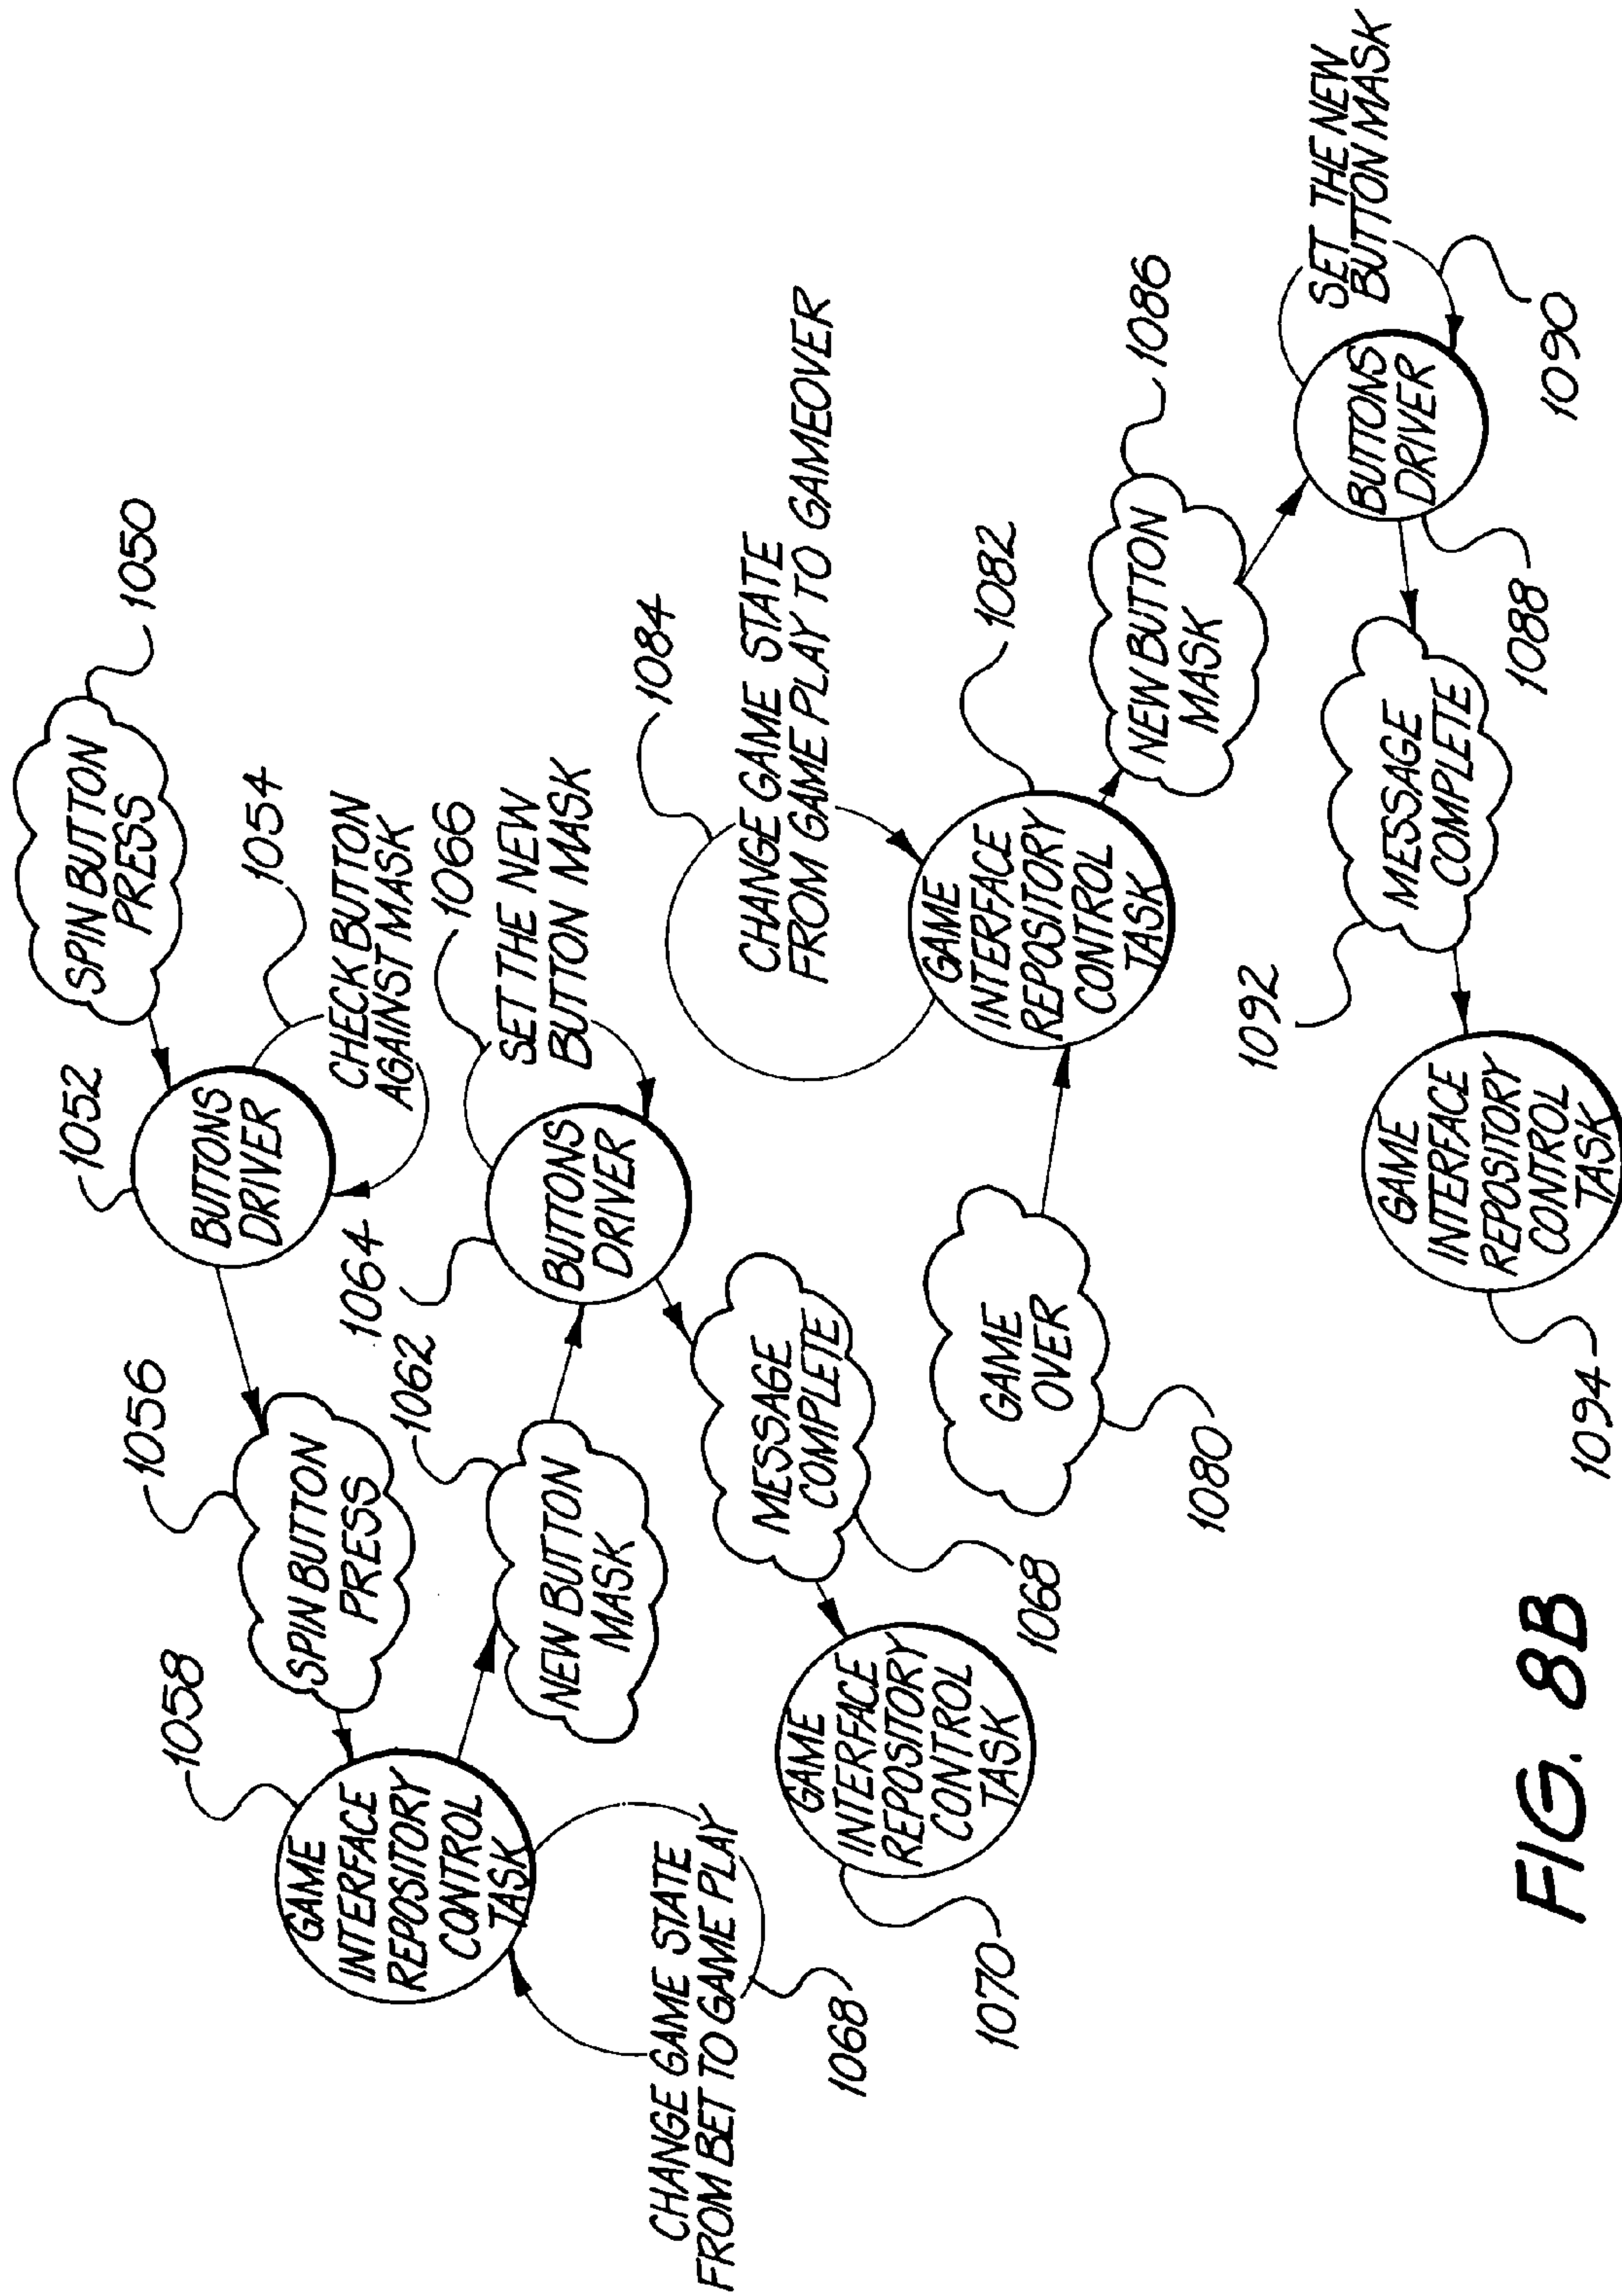 SPIN BUTTON
PRESS
1050
1052
BUTTONS
DRIVER
1054
CHECK BUTTON
AGAINST MASK
1056
SPIN BUTTON
PRESS
1058
GAME
INTERFACE
REPOSITORY
CONTROL
TASK
CHANGE GAME STATE
FROM BET TO GAME PLAY
1068
1062
NEW BUTTON
MASK
1064
BUTTONS
DRIVER
1066
SET THE NEW
BUTTON MASK
MESSAGE
COMPLETE
1068
GAME
INTERFACE
REPOSITORY
CONTROL
TASK
1070
GAME
OVER
1080
1084
CHANGE GAME STATE
FROM GAME PLAY TO GAMEOVER
GAME
INTERFACE
REPOSITORY
CONTROL
TASK
1082
NEW BUTTON
MASK
1086
BUTTONS
DRIVER
1088
SET THE NEW
BUTTON MASK
1090
MESSAGE
COMPLETE
1092
GAME
INTERFACE
REPOSITORY
CONTROL
TASK
1094
FIG. 8B